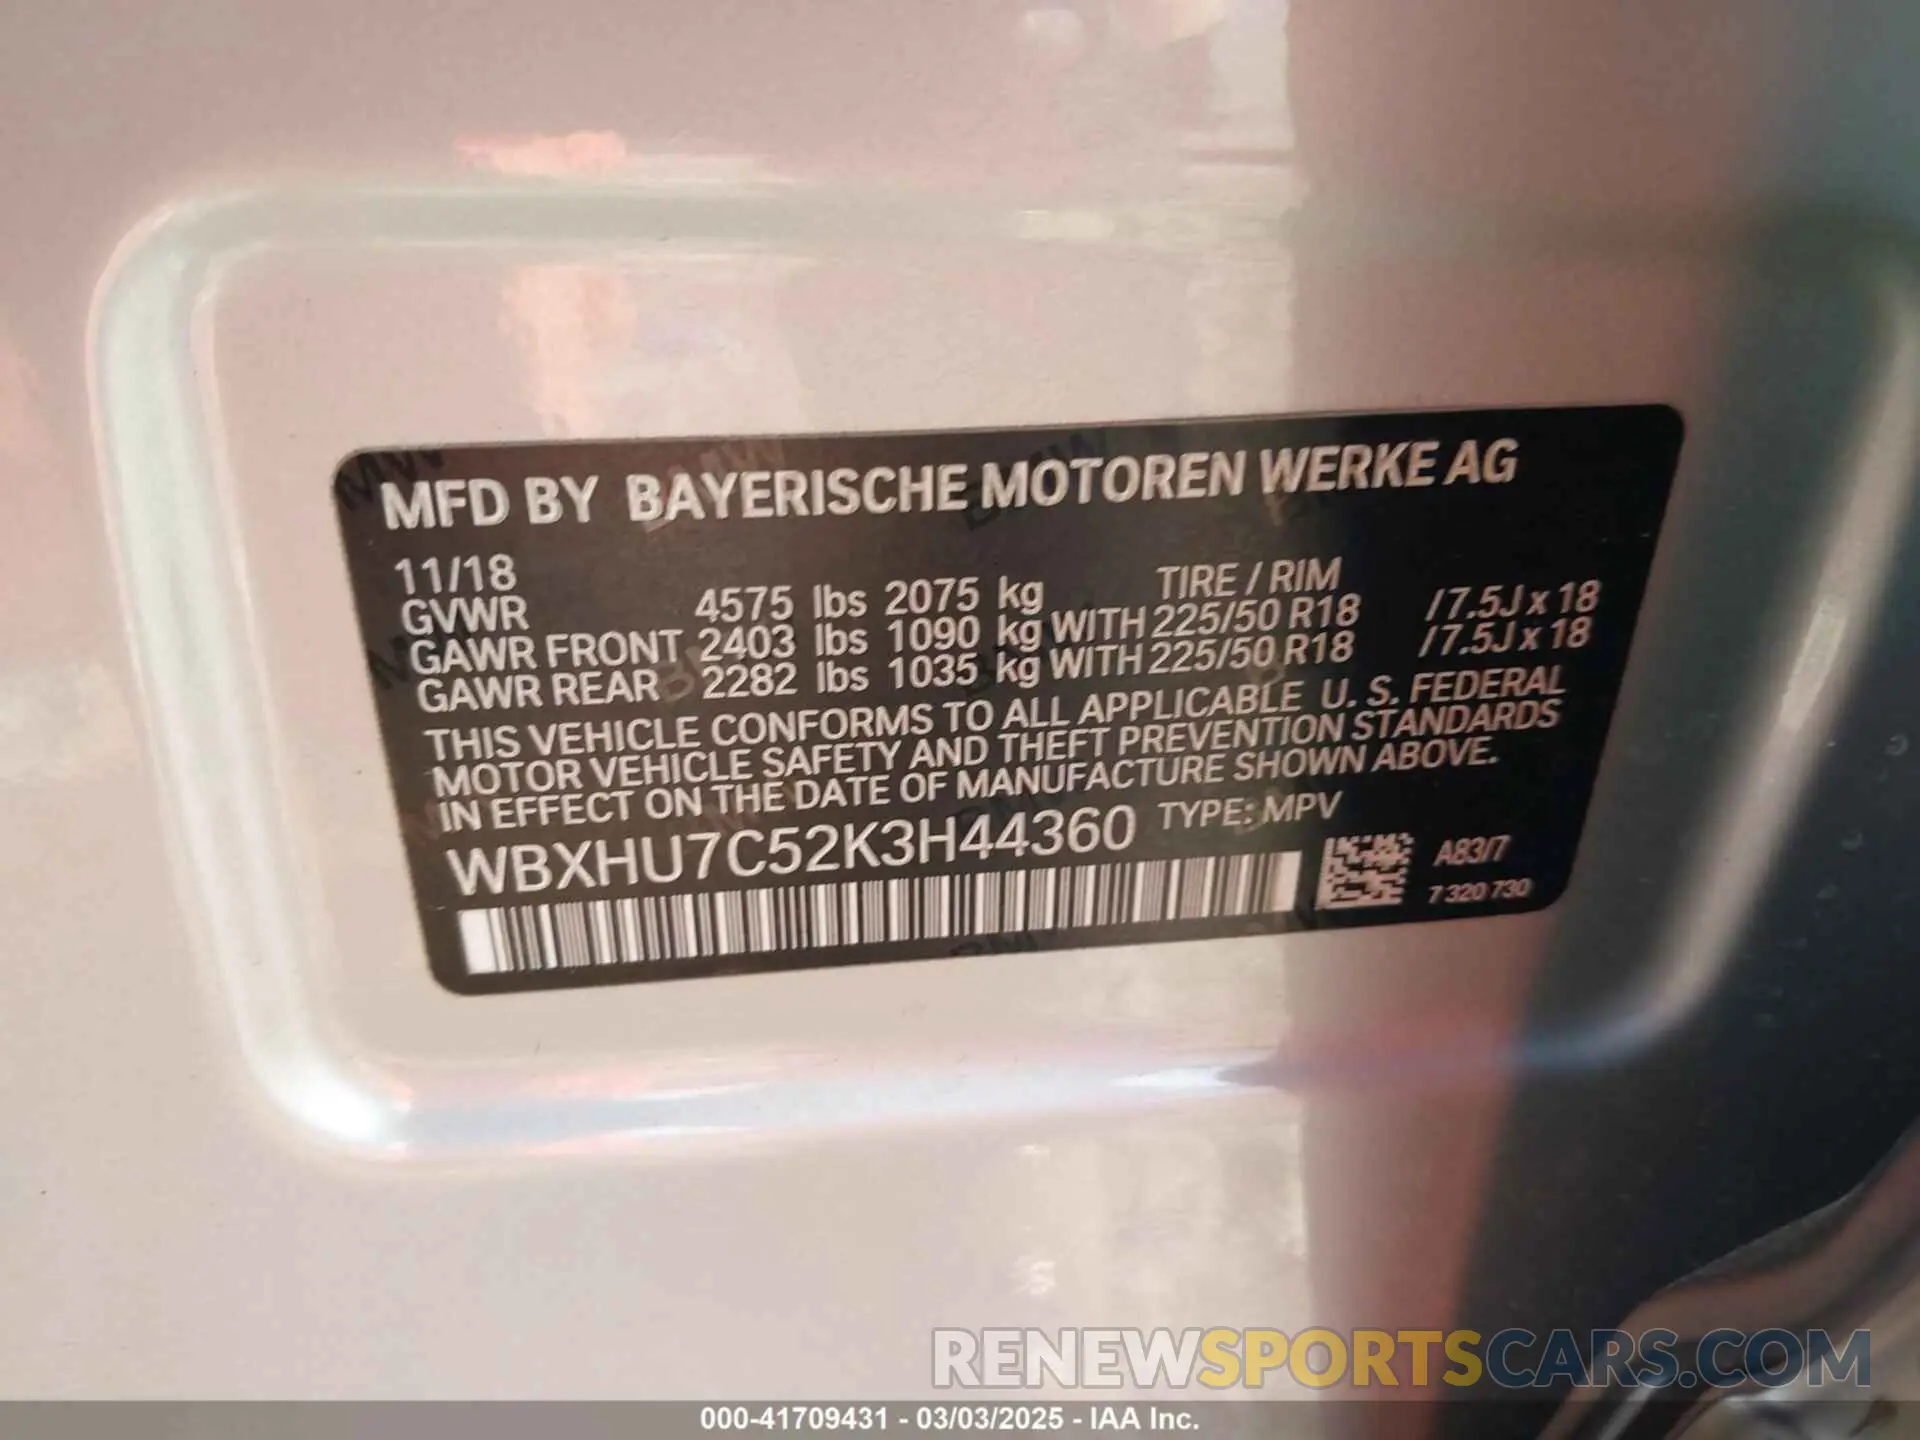 MFD BY BAYERISCHE MOTOREN WERKE AG
11/18 TIRE / RIM
GVWR 4575 lbs 2075 kg
GAWR FRONT 2403 lbs 1090 kg WITH 225/50 R18 /7.5J x 18
GAWR REAR 2282 lbs 1035 kg WITH 225/50 R18 /7.5J x 18
THIS VEHICLE CONFORMS TO ALL APPLICABLE U. S. FEDERAL
MOTOR VEHICLE SAFETY AND THEFT PREVENTION STANDARDS
IN EFFECT ON THE DATE OF MANUFACTURE SHOWN ABOVE.
WBXHU7C52K3H44360 TYPE: MPV
A83/7
7 320 730
RENEWSPORTSCARS.COM
000-41709431 - 03/03/2025 - IAA Inc.